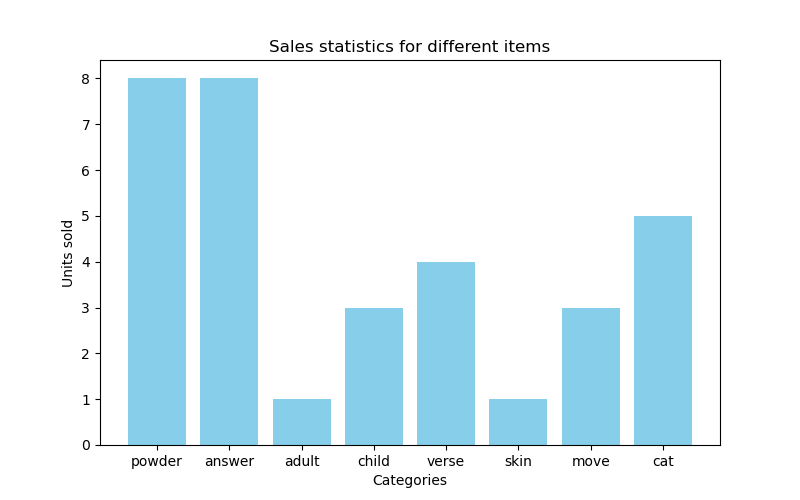 Sales statistics for different items
Units sold
8
7
6
5
4
3
2
1
0
powder answer adult child verse skin move cat
Categories